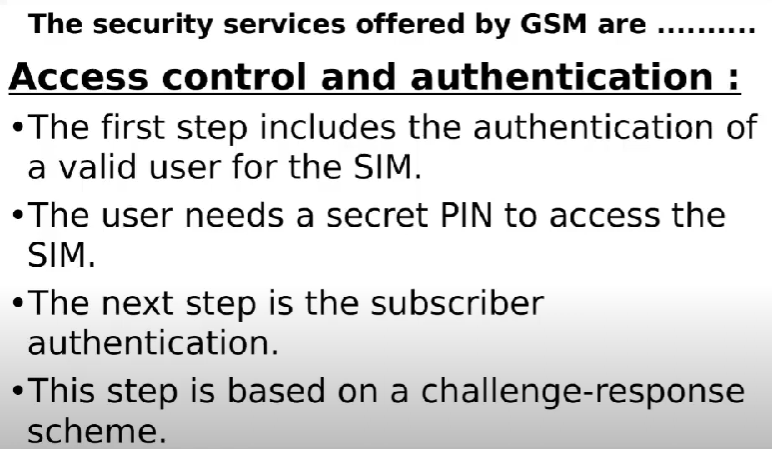 The security services offered by GSM are ..........
Access control and authentication :
•The first step includes the authentication of
a valid user for the SIM.
•The user needs a secret PIN to access the
SIM.
•The next step is the subscriber
authentication.
•This step is based on a challenge-response
scheme.